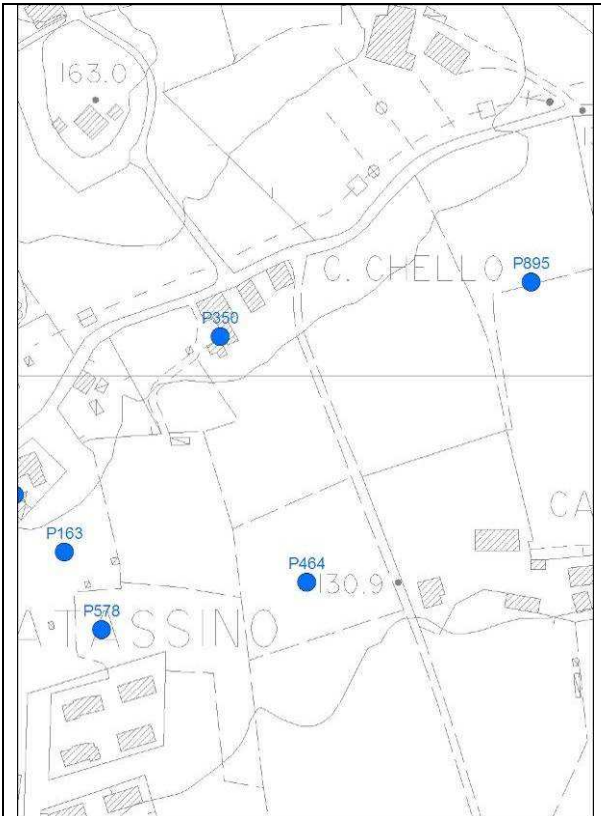 163.0
C. CHELLO
P895
P350
CA
P163
P464
130.9
P578
ATASSINO